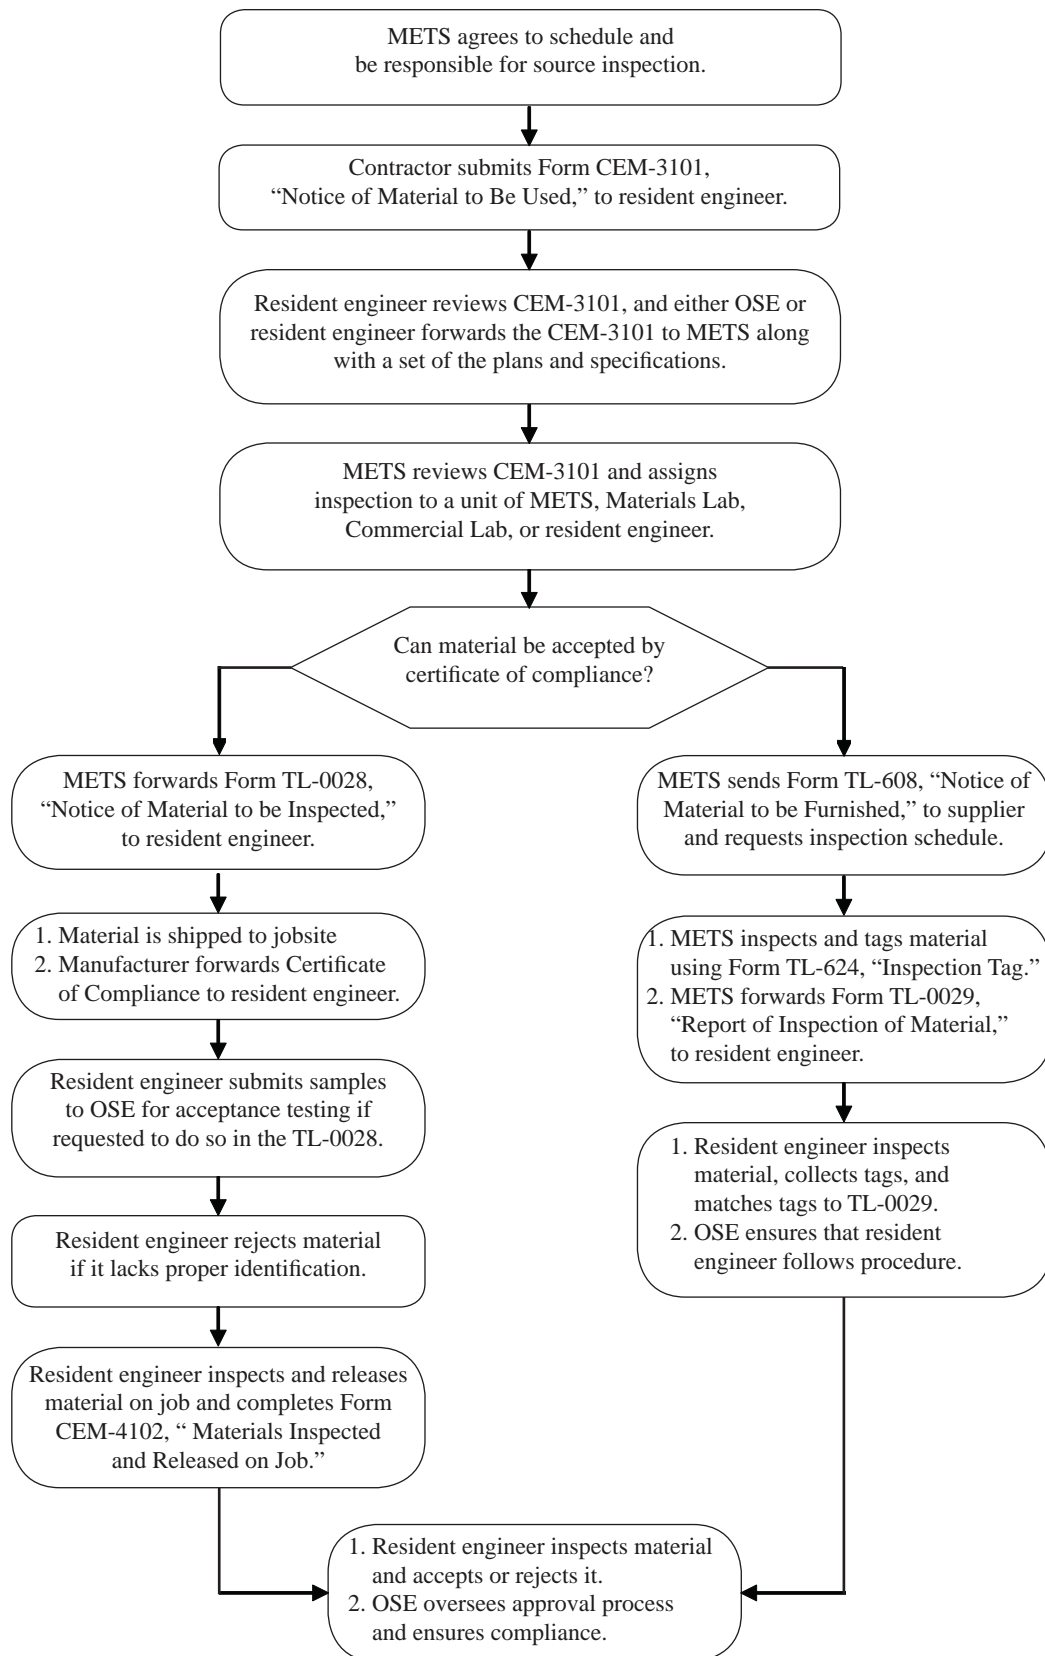 METS agrees to schedule and
be responsible for source inspection.
Contractor submits Form CEM-3101,
“Notice of Material to Be Used,” to resident engineer.
Resident engineer reviews CEM-3101, and either OSE or
resident engineer forwards the CEM-3101 to METS along
with a set of the plans and specifications.
METS reviews CEM-3101 and assigns
inspection to a unit of METS, Materials Lab,
Commercial Lab, or resident engineer.
Can material be accepted by
certificate of compliance?
METS forwards Form TL-0028,
“Notice of Material to be Inspected,”
to resident engineer.
1. Material is shipped to jobsite
2. Manufacturer forwards Certificate
of Compliance to resident engineer.
Resident engineer submits samples
to OSE for acceptance testing if
requested to do so in the TL-0028.
Resident engineer rejects material
if it lacks proper identification.
Resident engineer inspects and releases
material on job and completes Form
CEM-4102, “ Materials Inspected
and Released on Job.”
METS sends Form TL-608, “Notice of
Material to be Furnished,” to supplier
and requests inspection schedule.
1. METS inspects and tags material
using Form TL-624, “Inspection Tag.”
2. METS forwards Form TL-0029,
“Report of Inspection of Material,”
to resident engineer.
1. Resident engineer inspects
material, collects tags, and
matches tags to TL-0029.
2. OSE ensures that resident
engineer follows procedure.
1. Resident engineer inspects material
and accepts or rejects it.
2. OSE oversees approval process
and ensures compliance.